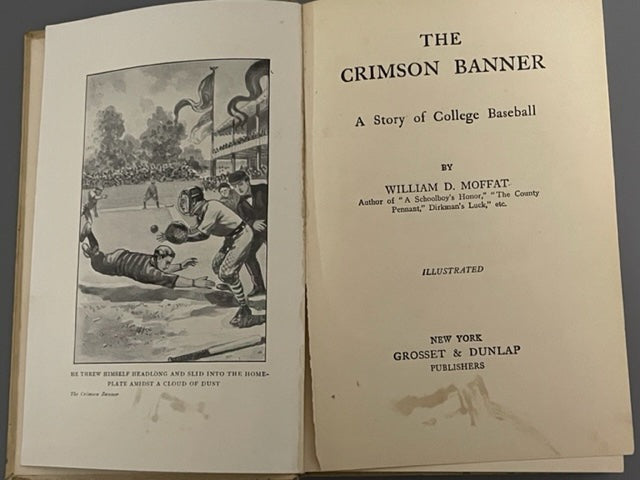 HE THREW HIMSELF HEADLONG AND SLID INTO THE HOME-
PLATE AMIDST A CLOUD OF DUST
The Crimson Banner
THE
CRIMSON BANNER
A Story of College Baseball
BY
WILLIAM D. MOFFAT
Author of "A Schoolboy's Honor," "The County
Pennant," Dirkman's Luck," etc.
ILLUSTRATED
NEW YORK
GROSSET & DUNLAP
PUBLISHERS